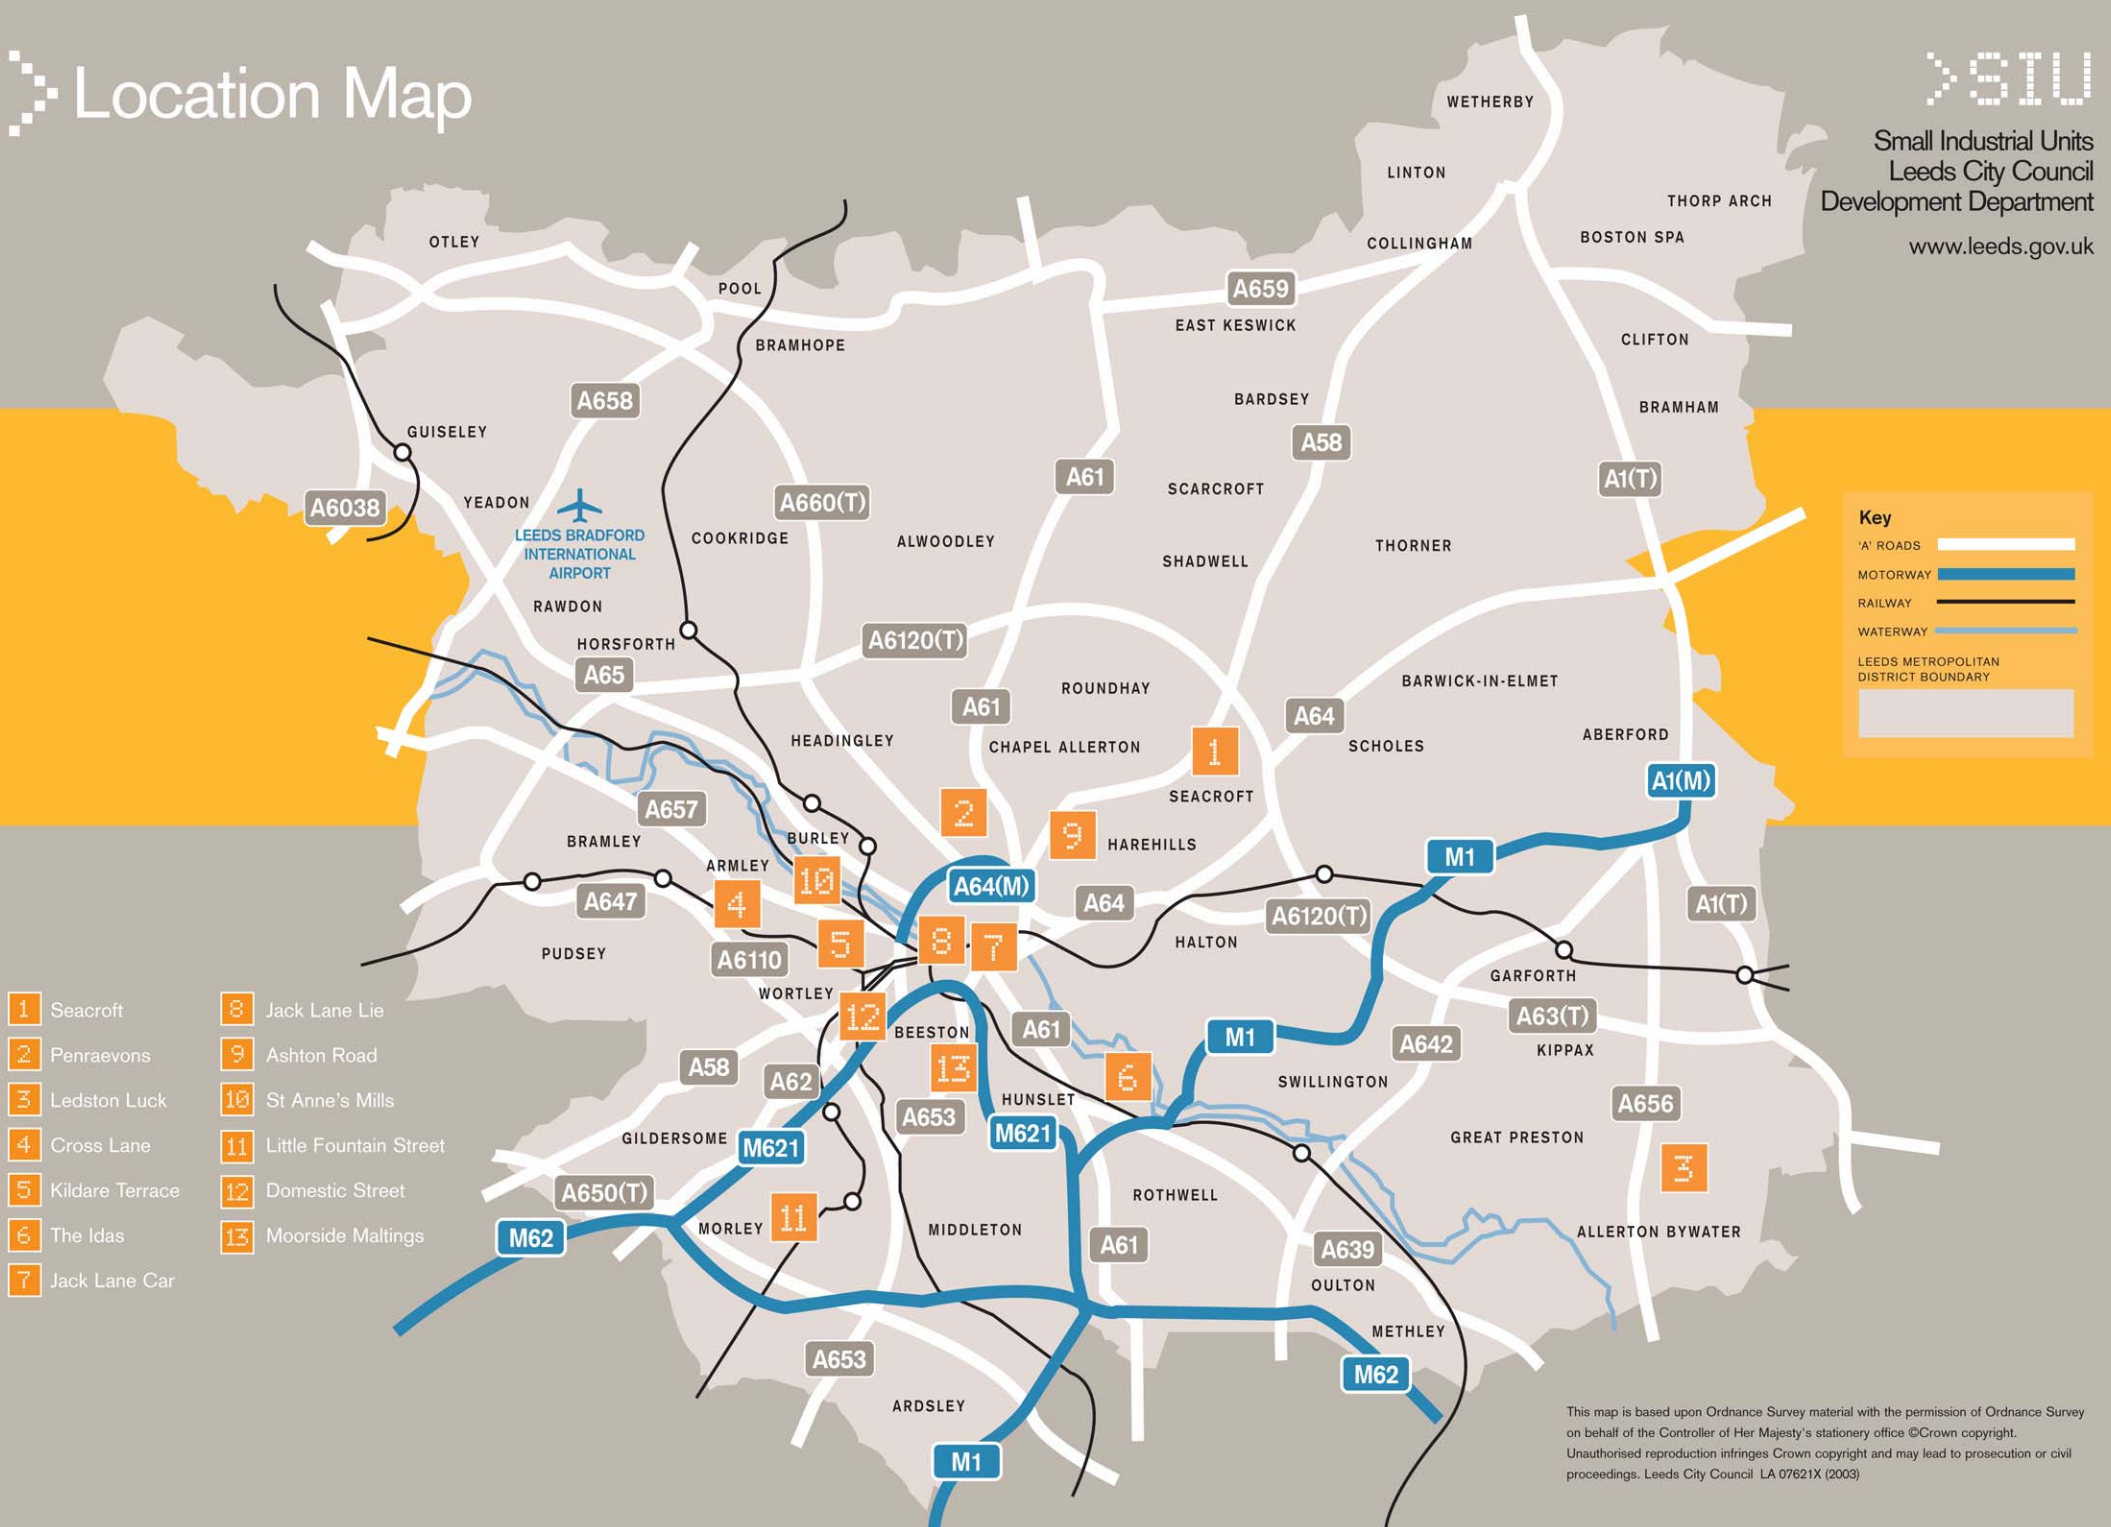 Location Map
>SIU
Small Industrial Units
Leeds City Council
Development Department
www.leeds.gov.uk
WETHERBY
LINTON
THORP ARCH
COLLINGHAM
BOSTON SPA
OTLEY
POOL
A659
EAST KESWICK
CLIFTON
BRAMHOPE
A658
BARDSEY
BRAMHAM
GUISELEY
A58
A61
A1(T)
SCARCROFT
A6038
YEADON
A660(T)
LEEDS BRADFORD
INTERNATIONAL
AIRPORT
COOKRIDGE
ALWOODLEY
SHADWELL
THORNER
RAWDON
HORSFORTH
A6120(T)
A65
ROUNDHAY
BARWICK-IN-ELMET
A61
A64
HEADINGLEY
CHAPEL ALLERTON
1
SCHOLES
ABERFORD
A1(M)
SEACROFT
A657
2
9
BRAMLEY
BURLEY
HAREHILLS
M1
ARMLEY
10
A64(M)
A647
4
A64
A6120(T)
A1(T)
PUDSEY
A6110
5
8
7
HALTON
GARFORTH
WORTLEY
12
BEESTON
A61
M1
A642
A63(T)
KIPPAX
A58
A62
13
6
SWILLINGTON
HUNSLET
A653
A656
GILDERSOME
M621
M621
GREAT PRESTON
3
A650(T)
ROTHWELL
M62
MORLEY
11
MIDDLETON
A61
A639
ALLERTON BYWATER
OULTON
METHLEY
A653
M62
ARDSLEY
M1
Key
'A' ROADS
MOTORWAY
RAILWAY
WATERWAY
LEEDS METROPOLITAN
DISTRICT BOUNDARY
1 Seacroft
2 Penraevons
3 Ledston Luck
4 Cross Lane
5 Kildare Terrace
6 The Idas
7 Jack Lane Car
8 Jack Lane Lie
9 Ashton Road
10 St Anne's Mills
11 Little Fountain Street
12 Domestic Street
13 Moorside Maltings
This map is based upon Ordnance Survey material with the permission of Ordnance Survey
on behalf of the Controller of Her Majesty's stationery office ©Crown copyright.
Unauthorised reproduction infringes Crown copyright and may lead to prosecution or civil
proceedings. Leeds City Council LA 07621X (2003)